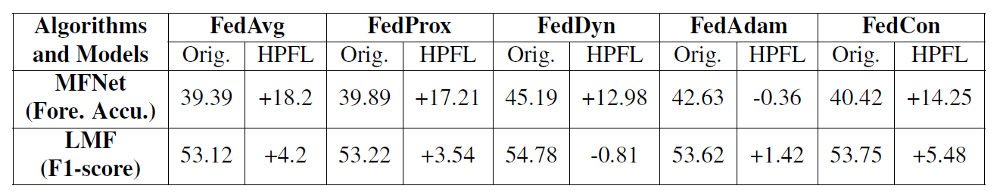 Algorithms and Models FedAvg FedProx FedDyn FedAdam FedCon
Orig. HPFL Orig. HPFL Orig. HPFL Orig. HPFL Orig. HPFL
MFNet (Fore. Accu.) 39.39 +18.2 39.89 +17.21 45.19 +12.98 42.63 -0.36 40.42 +14.25
LMF (F1-score) 53.12 +4.2 53.22 +3.54 54.78 -0.81 53.62 +1.42 53.75 +5.48